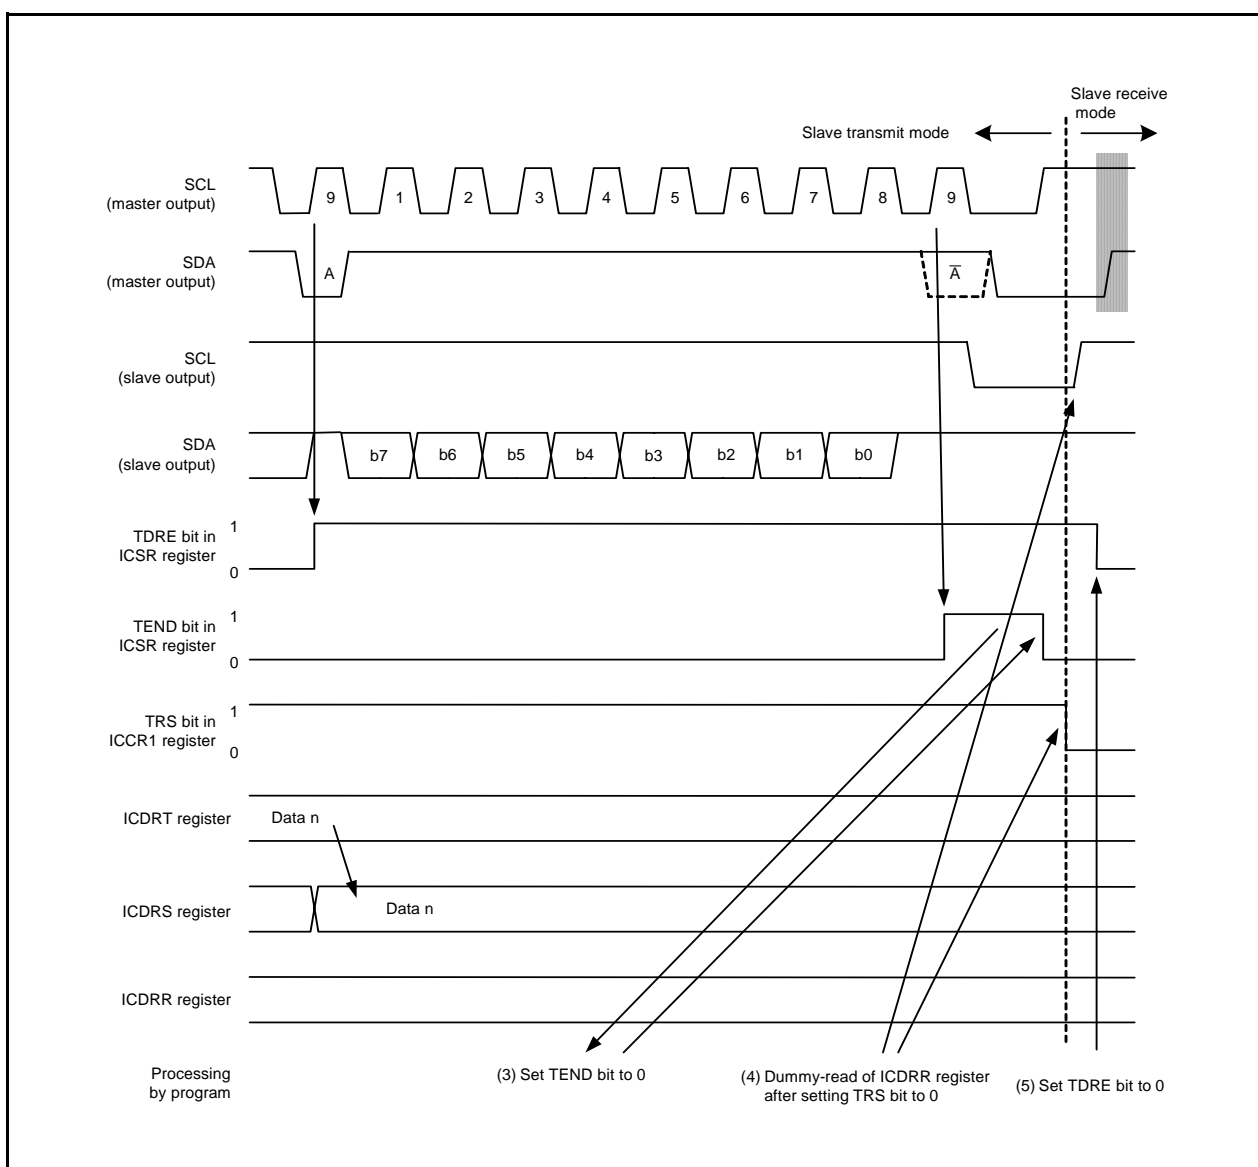 Slave receive
mode
Slave transmit mode
SCL
(master output)
9 1 2 3 4 5 6 7 8 9
SDA
(master output)
A
A̅
SCL
(slave output)
SDA
(slave output)
b7 b6 b5 b4 b3 b2 b1 b0
TDRE bit in
ICSR register
1
0
TEND bit in
ICSR register
1
0
TRS bit in
ICCR1 register
1
0
ICDRT register
Data n
ICDRS register
Data n
ICDRR register
Processing
by program
(3) Set TEND bit to 0
(4) Dummy-read of ICDRR register
after setting TRS bit to 0
(5) Set TDRE bit to 0